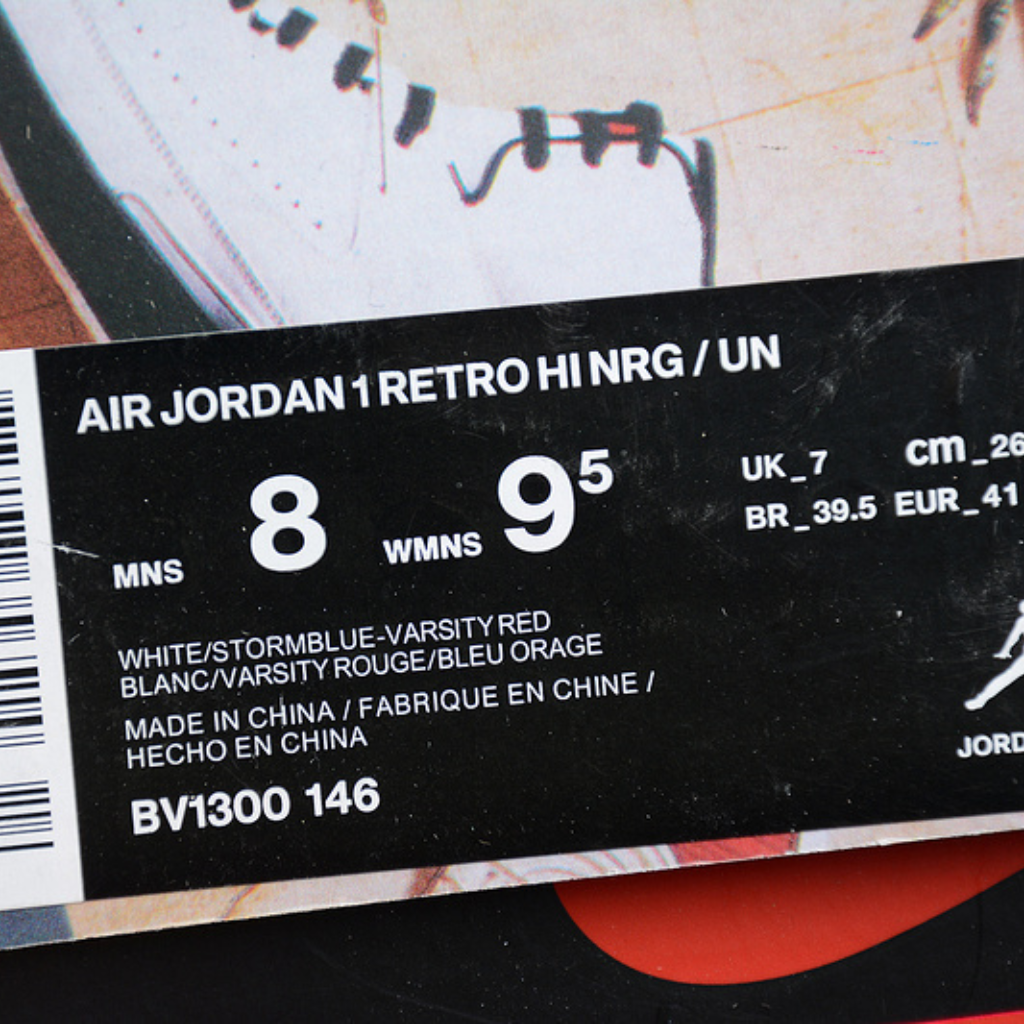 AIR JORDAN 1 RETRO HI NRG / UN
MNS 8 WMNS 9⁵
UK_7 cm_26
BR_39.5 EUR_41
WHITE/STORMBLUE-VARSITY RED
BLANC/VARSITY ROUGE/BLEU ORAGE
MADE IN CHINA / FABRIQUE EN CHINE /
HECHO EN CHINA
JORD
BV1300 146